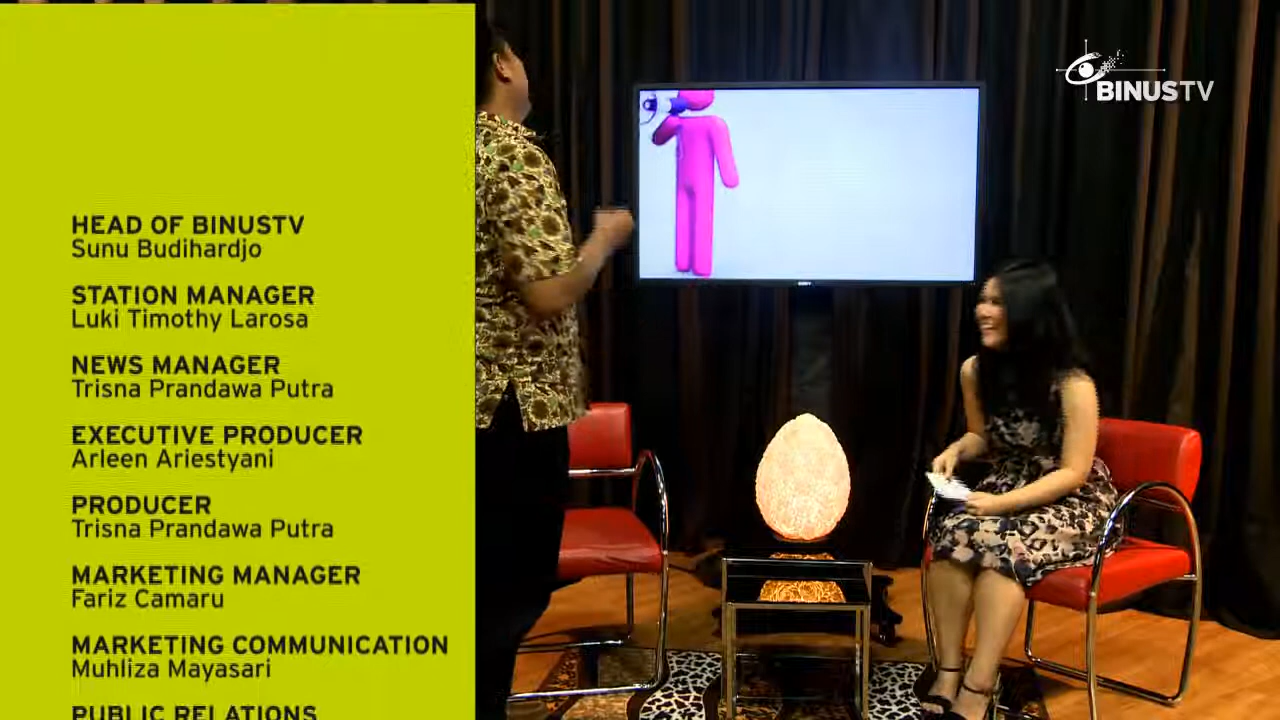 BINUSTV
HEAD OF BINUSTV
Sunu Budihardjo
STATION MANAGER
Luki Timothy Larosa
NEWS MANAGER
Trisna Prandawa Putra
EXECUTIVE PRODUCER
Arleen Ariestyani
PRODUCER
Trisna Prandawa Putra
MARKETING MANAGER
Fariz Camaru
MARKETING COMMUNICATION
Muhliza Mayasari
PUBLIC RELATIONS